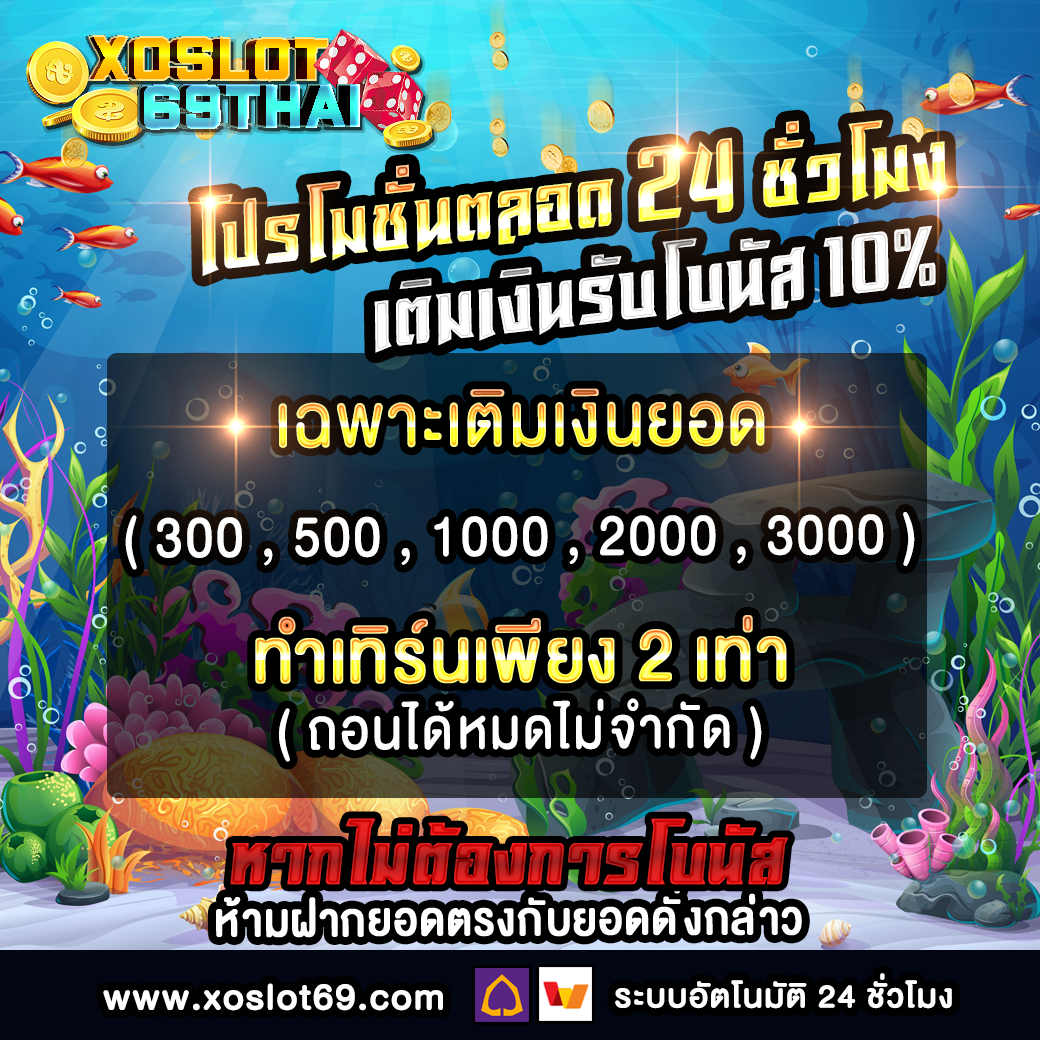 XOSLOT
69THAI
โปรโมชั่นตลอด 24 ชั่วโมง
เติมเงินรับโบนัส 10%
เฉพาะเติมเงินยอด
( 300 , 500 , 1000 , 2000 , 3000 )
ทำเทิร์นเพียง 2 เท่า
( ถอนได้หมดไม่จำกัด )
หากไม่ต้องการโบนัส
ห้ามฝากยอดตรงกับยอดดังกล่าว
www.xoslot69.com ระบบอัตโนมัติ 24 ชั่วโมง